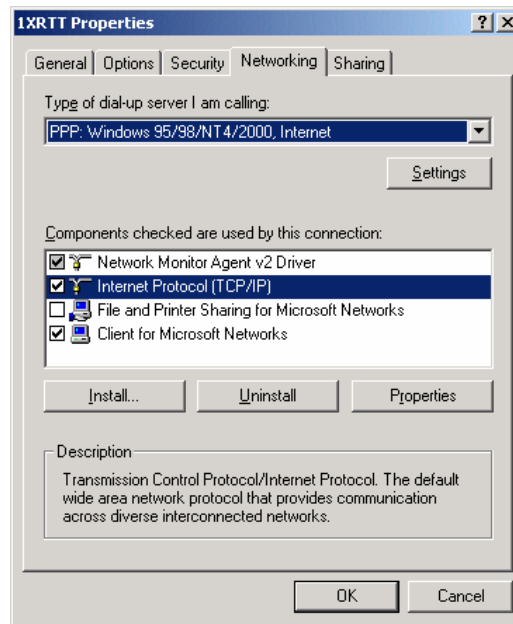 1XRTT Properties
General Options Security Networking Sharing
Type of dial-up server I am calling:
PPP: Windows 95/98/NT4/2000, Internet
Settings
Components checked are used by this connection:
Network Monitor Agent v2 Driver
Internet Protocol (TCP/IP)
File and Printer Sharing for Microsoft Networks
Client for Microsoft Networks
Install... Uninstall Properties
Description
Transmission Control Protocol/Internet Protocol. The default
wide area network protocol that provides communication
across diverse interconnected networks.
OK Cancel